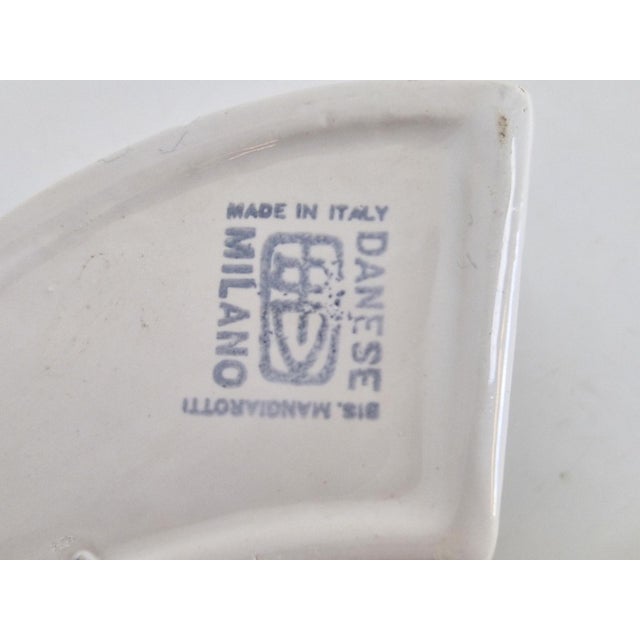 MADE IN ITALY
DANESE
MILANO
BIS. MANGIAROTTI